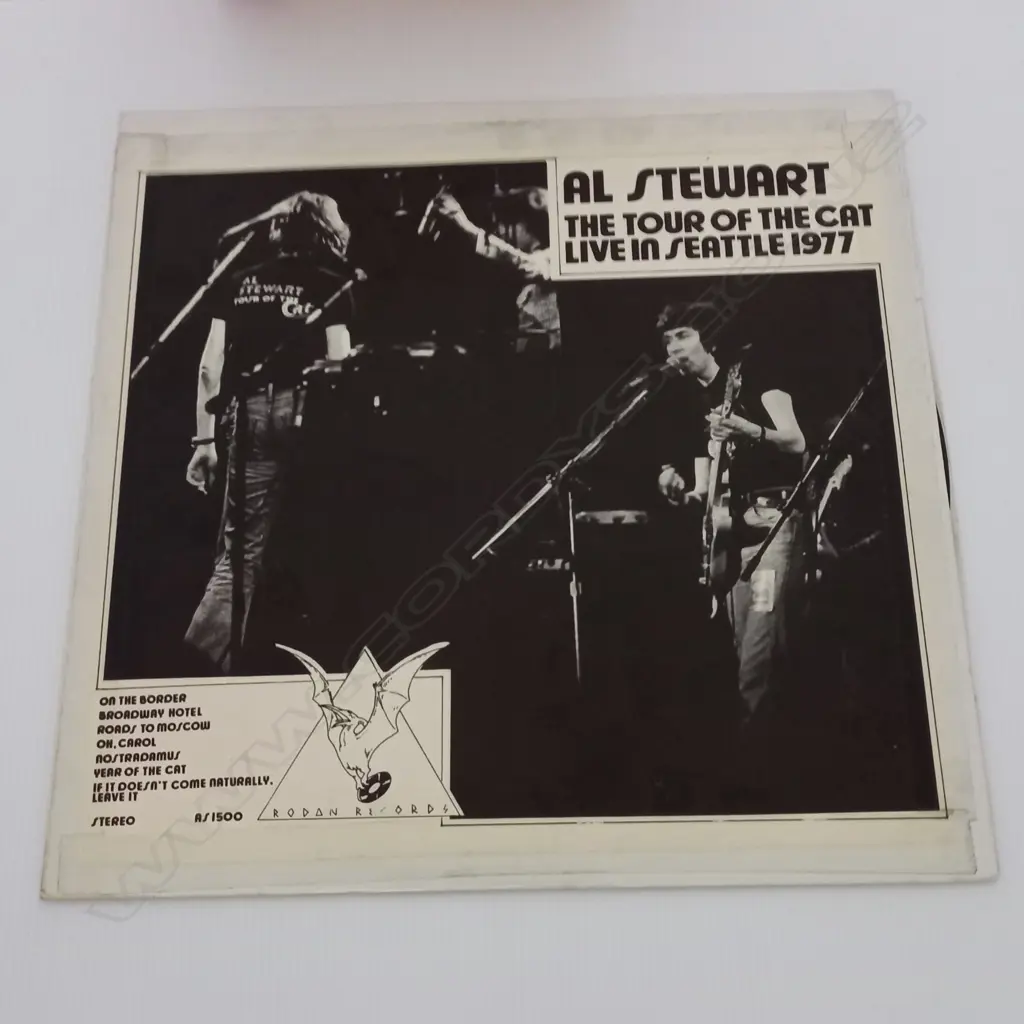 AL STEWART
THE TOUR OF THE CAT
LIVE IN SEATTLE 1977
AL
STEWART
TOUR OF THE
Cat
ON THE BORDER
BROADWAY HOTEL
ROADS TO MOSCOW
OH, CAROL
NOSTRADAMUS
YEAR OF THE CAT
IF IT DOESN'T COME NATURALLY,
LEAVE IT
STEREO AS1500
RODAN RECORDS